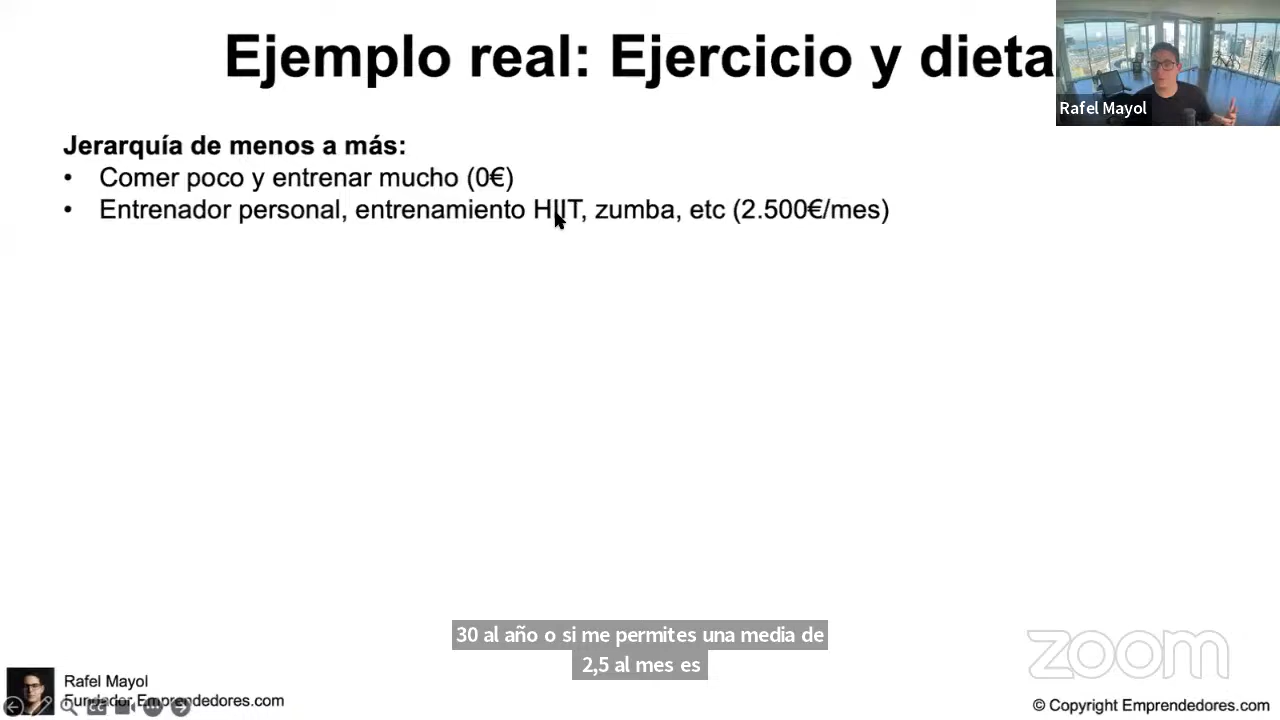 Ejemplo real: Ejercicio y dieta
Rafel Mayol
Jerarquía de menos a más:
• Comer poco y entrenar mucho (0€)
• Entrenador personal, entrenamiento HIIT, zumba, etc (2.500€/mes)
30 al año o si me permites una media de
2,5 al mes es
zoom
Rafel Mayol
Fundador Emprendedores.com
© Copyright Emprendedores.com